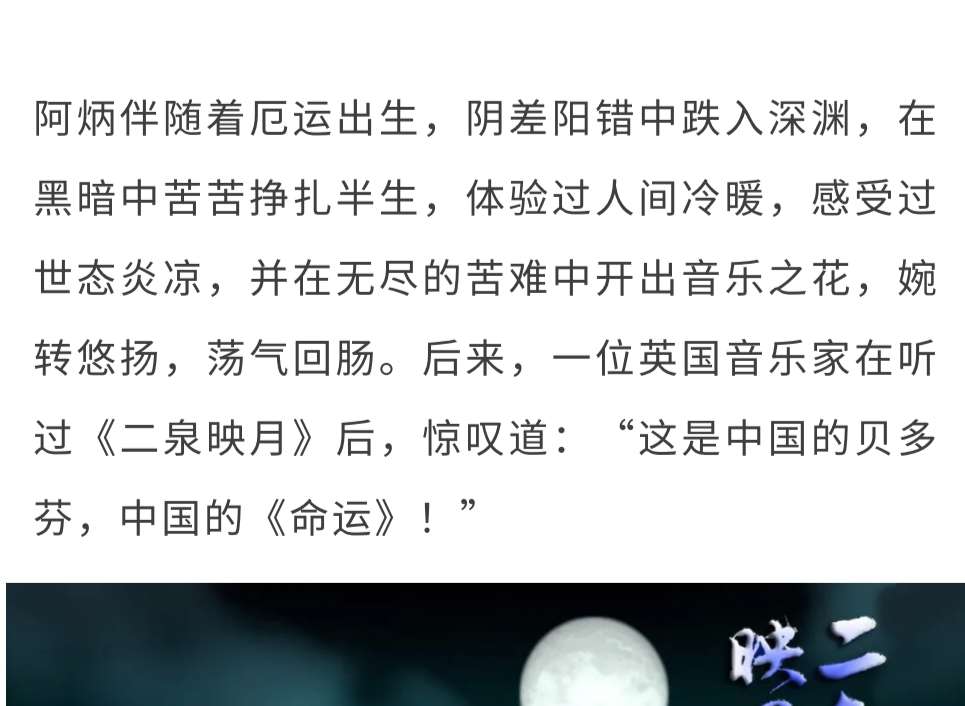 阿炳伴随着厄运出生，阴差阳错中跌入深渊，在
黑暗中苦苦挣扎半生，体验过人间冷暖，感受过
世态炎凉，并在无尽的苦难中开出音乐之花，婉
转悠扬，荡气回肠。后来，一位英国音乐家在听
过《二泉映月》后，惊叹道：“这是中国的贝多
芬，中国的《命运》！”
二
映